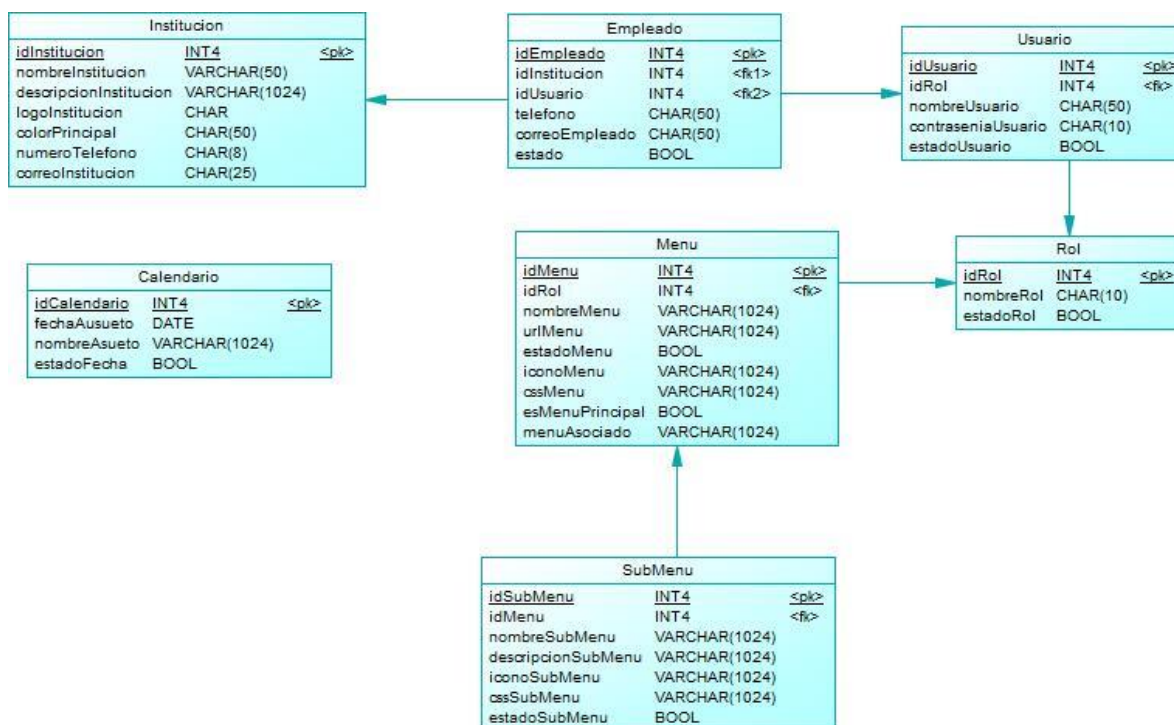 Institucion
idInstitucion INT4 <pk>
nombreInstitucion VARCHAR(50)
descripcionInstitucion VARCHAR(1024)
logoInstitucion CHAR
colorPrincipal CHAR(50)
numeroTelefono CHAR(8)
correoInstitucion CHAR(25)
Empleado
idEmpleado INT4 <pk>
idInstitucion INT4 <fk1>
idUsuario INT4 <fk2>
telefono CHAR(50)
correoEmpleado CHAR(50)
estado BOOL
Usuario
idUsuario INT4 <pk>
idRol INT4 <fk>
nombreUsuario CHAR(50)
contraseniaUsuario CHAR(10)
estadoUsuario BOOL
Calendario
idCalendario INT4 <pk>
fechaAusueto DATE
nombreAsueto VARCHAR(1024)
estadoFecha BOOL
Menu
idMenu INT4 <pk>
idRol INT4 <fk>
nombreMenu VARCHAR(1024)
urlMenu VARCHAR(1024)
estadoMenu BOOL
iconoMenu VARCHAR(1024)
cssMenu VARCHAR(1024)
esMenuPrincipal BOOL
menuAsociado VARCHAR(1024)
Rol
idRol INT4 <pk>
nombreRol CHAR(10)
estadoRol BOOL
SubMenu
idSubMenu INT4 <pk>
idMenu INT4 <fk>
nombreSubMenu VARCHAR(1024)
descripcionSubMenu VARCHAR(1024)
iconoSubMenu VARCHAR(1024)
cssSubMenu VARCHAR(1024)
estadoSubMenu BOOL